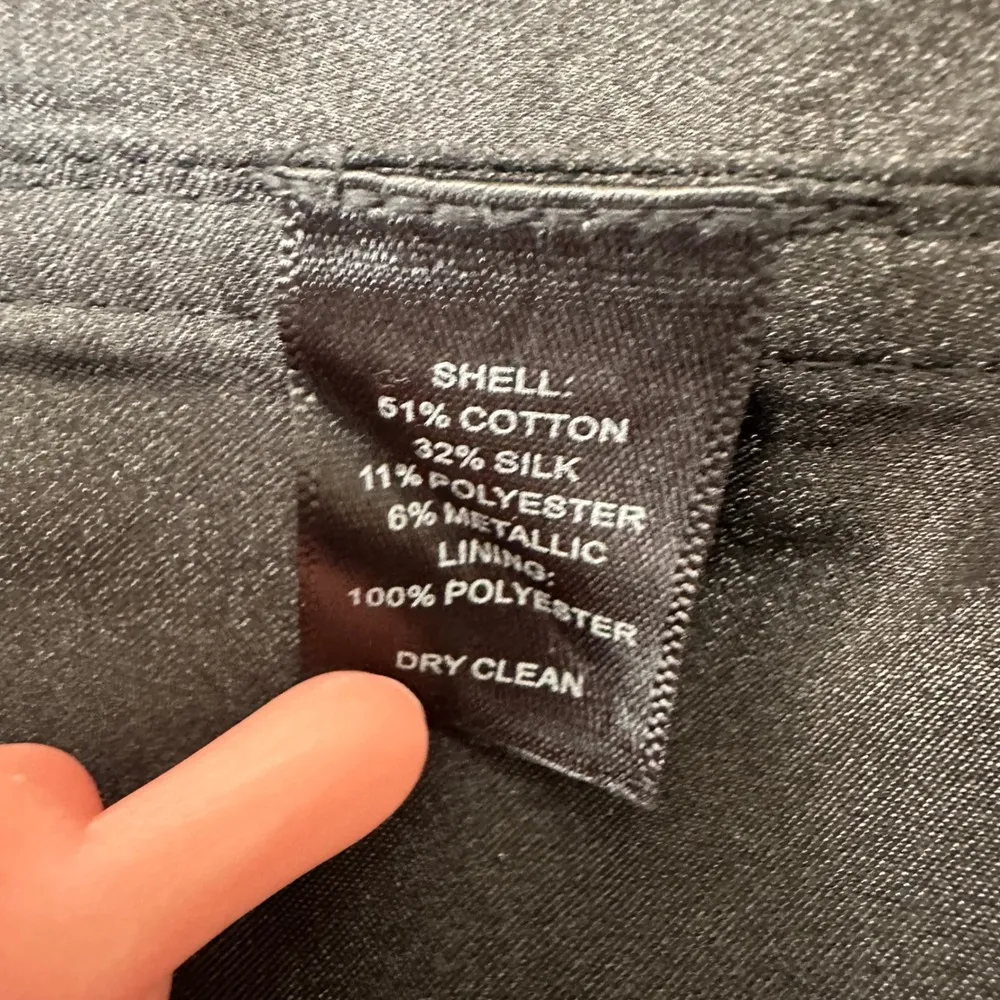 SHELL:
51% COTTON
32% SILK
11% POLYESTER
6% METALLIC
LINING:
100% POLYESTER
DRY CLEAN